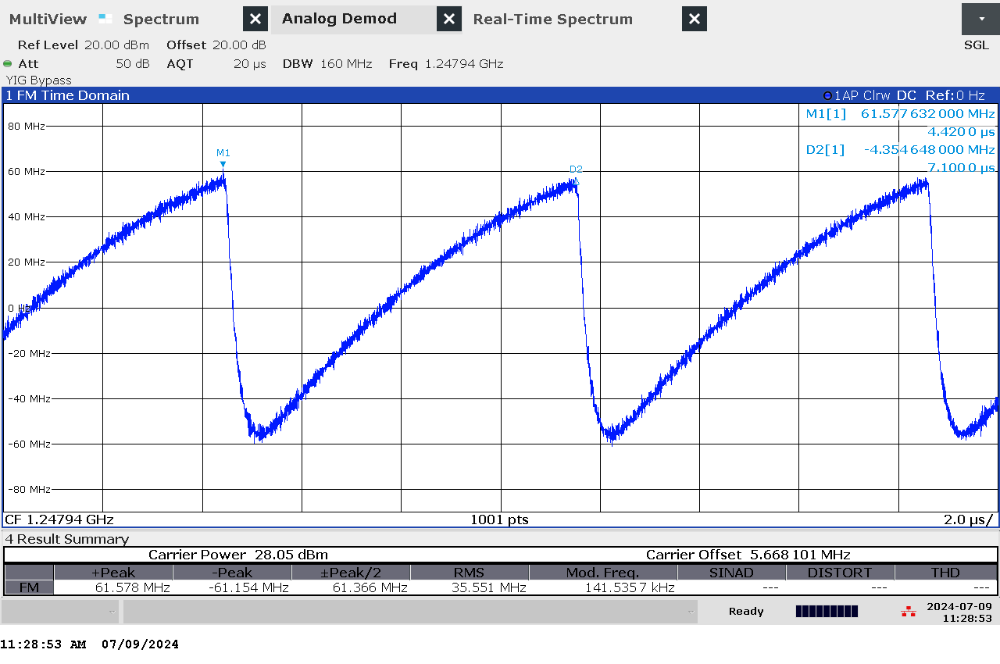 MultiView Spectrum Analog Demod Real-Time Spectrum
Ref Level 20.00 dBm Offset 20.00 dB SGL
Att 50 dB AQT 20 µs DBW 160 MHz Freq 1.24794 GHz
YIG Bypass
1 FM Time Domain 1AP Clrw DC Ref:0 Hz
M1[1] 61.577 632 000 MHz
4.420 0 µs
D2[1] -4.354 648 000 MHz
7.100 0 µs
80 MHz
M1
D2
60 MHz
40 MHz
20 MHz
0 Hz
-20 MHz
-40 MHz
-60 MHz
-80 MHz
CF 1.24794 GHz 1001 pts 2.0 µs/
4 Result Summary
Carrier Power 28.05 dBm Carrier Offset 5.668 101 MHz
+Peak -Peak ±Peak/2 RMS Mod. Freq. SINAD DISTORT THD
FM 61.578 MHz -61.154 MHz 61.366 MHz 35.551 MHz 141.535 7 kHz --- --- ---
Ready 2024-07-09
11:28:53
11:28:53 AM 07/09/2024